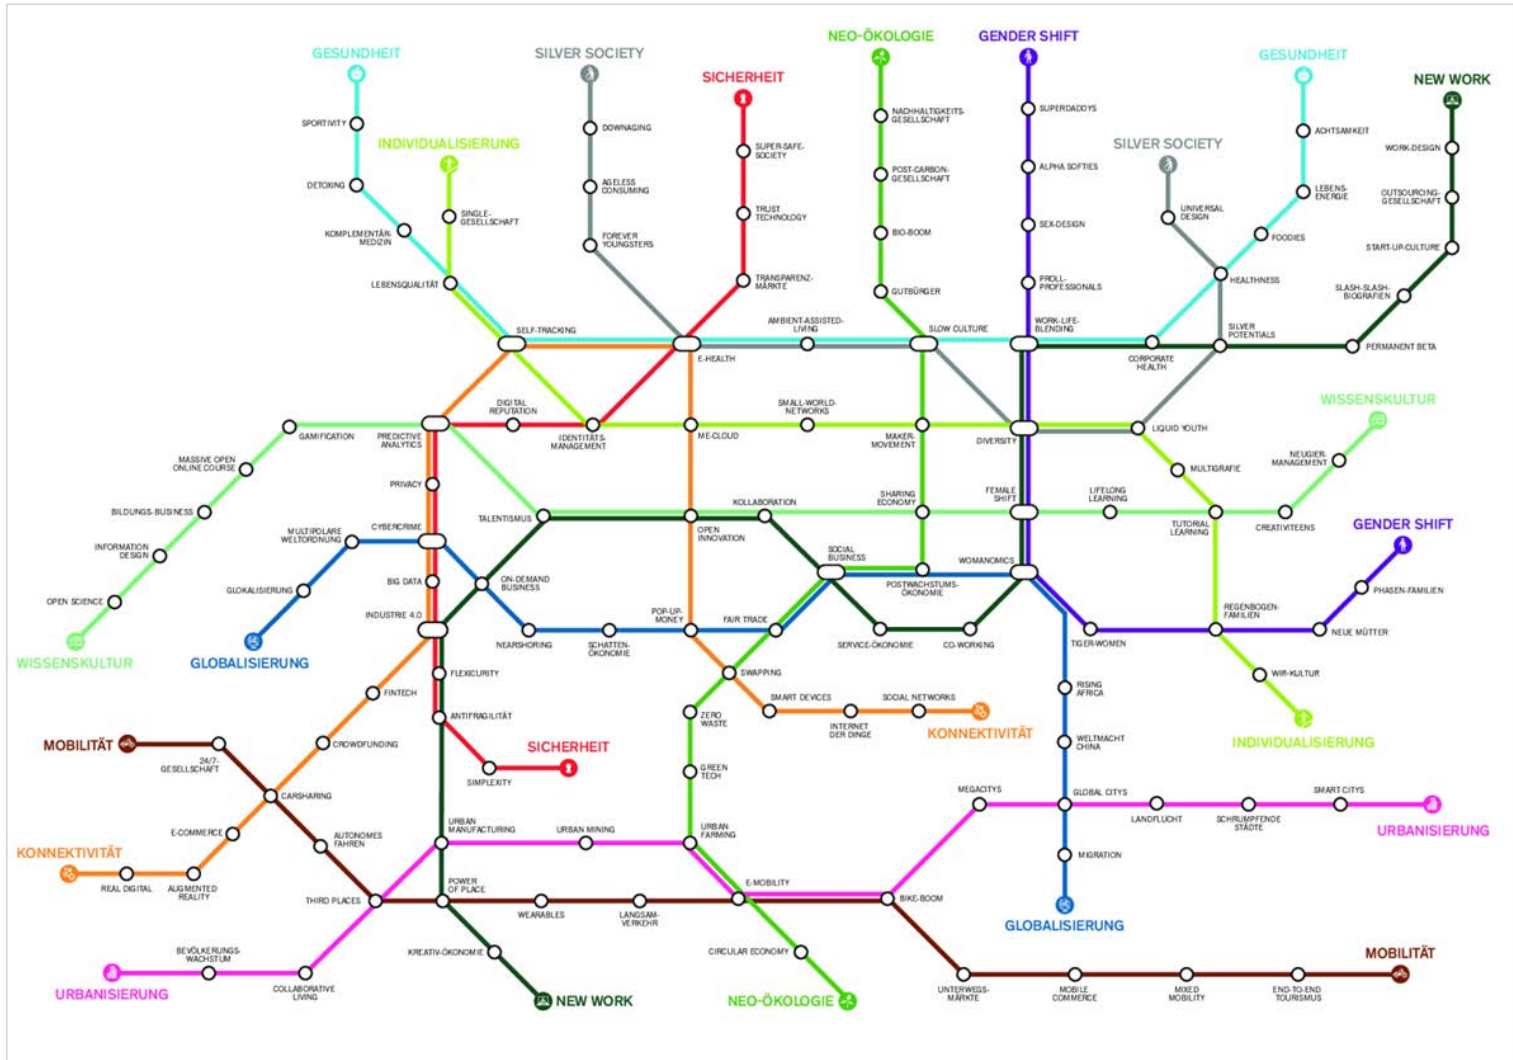 NEO-ÖKOLOGIE
GENDER SHIFT
GESUNDHEIT
SILVER SOCIETY
GESUNDHEIT
SICHERHEIT
NEW WORK
SUPERDADDYS
NACHHALTIGKEITS-
GESELLSCHAFT
SPORTIVITY
DOWNAGING
ACHTSAMKEIT
INDIVIDUALISIERUNG
SILVER SOCIETY
SUPER-SAFE-
SOCIETY
WORK-DESIGN
ALPHA SOFTIES
POST-CARBON-
GESELLSCHAFT
DETOXING
AGELESS
CONSUMING
LEBENS-
ENERGIE
OUTSOURCING-
GESELLSCHAFT
SINGLE-
GESELLSCHAFT
TRUST
TECHNOLOGY
UNIVERSAL
DESIGN
SEX-DESIGN
KOMPLEMENTÄR-
MEDIZIN
FOREVER
YOUNGSTERS
BIO-BOOM
FOODIES
START-UP-CULTURE
LEBENSQUALITÄT
TRANSPARENZ-
MÄRKTE
GUTBÜRGER
PROLL-
PROFESSIONALS
HEALTHNESS
SLASH-SLASH-
BIOGRAFIEN
SELF-TRACKING
AMBIENT-ASSISTED-
LIVING
SLOW CULTURE
WORK-LIFE-
BLENDING
SILVER
POTENTIALS
E-HEALTH
CORPORATE
HEALTH
PERMANENT BETA
WISSENSKULTUR
DIGITAL
REPUTATION
SMALL-WORLD-
NETWORKS
GAMIFICATION
PREDICTIVE
ANALYTICS
IDENTITÄTS-
MANAGEMENT
ME-CLOUD
MAKER-
MOVEMENT
DIVERSITY
LIQUID YOUTH
MASSIVE OPEN
ONLINE COURSE
NEUGIER-
MANAGEMENT
MULTIGRAFIE
PRIVACY
BILDUNGS-BUSINESS
KOLLABORATION
SHARING
ECONOMY
FEMALE
SHIFT
LIFELONG
LEARNING
TALENTISMUS
OPEN
INNOVATION
TUTORIAL
LEARNING
CREATIVITEENS
GENDER SHIFT
MULTIPOLARE
WELTORDNUNG
CYBERCRIME
INFORMATION
DESIGN
SOCIAL
BUSINESS
WOMANOMICS
GLOKALISIERUNG
BIG DATA
ON-DEMAND
BUSINESS
POSTWACHSTUMS-
ÖKONOMIE
PHASEN-FAMILIEN
OPEN SCIENCE
INDUSTRIE 4.0
POP-UP-
MONEY
FAIR TRADE
REGENBOGEN-
FAMILIEN
NEUE MÜTTER
WISSENSKULTUR
GLOBALISIERUNG
NEARSHORING
SCHATTEN-
ÖKONOMIE
SERVICE-ÖKONOMIE
CO-WORKING
TIGER-WOMEN
FLEXICURITY
SWAPPING
WIR-KULTUR
FINTECH
SMART DEVICES
SOCIAL NETWORKS
RISING
AFRICA
ANTIFRAGILITÄT
ZERO
WASTE
INTERNET
DER DINGE
KONNEKTIVITÄT
MOBILITÄT
24/7-
GESELLSCHAFT
CROWDFUNDING
SICHERHEIT
WELTMACHT
CHINA
INDIVIDUALISIERUNG
SIMPLEXITY
GREEN
TECH
CARSHARING
MEGACITYS
GLOBAL CITYS
SMART CITYS
LANDFLUCHT
SCHRUMPFENDE
STÄDTE
URBANISIERUNG
E-COMMERCE
AUTONOMES
FAHREN
URBAN
MANUFACTURING
URBAN MINING
URBAN
FARMING
KONNEKTIVITÄT
MIGRATION
REAL DIGITAL
AUGMENTED
REALITY
POWER
OF PLACE
E-MOBILITY
THIRD PLACES
WEARABLES
LANGSAM-
VERKEHR
BIKE-BOOM
GLOBALISIERUNG
BEVÖLKERUNGS-
WACHSTUM
KREATIV-ÖKONOMIE
CIRCULAR ECONOMY
MOBILITÄT
URBANISIERUNG
COLLABORATIVE
LIVING
NEW WORK
NEO-ÖKOLOGIE
UNTERWEGS-
MÄRKTE
MOBILE
COMMERCE
MIXED
MOBILITY
END-TO-END
TOURISMUS